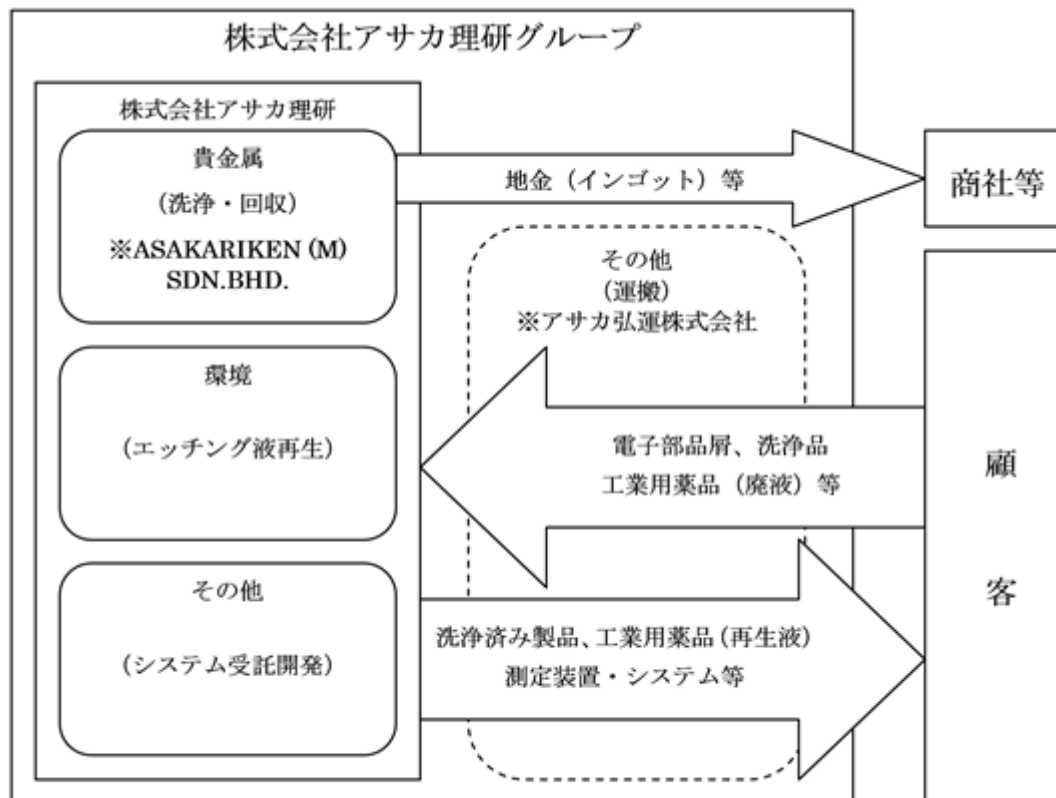 株式会社アサカ理研グループ
株式会社アサカ理研
貴金属
(洗浄・回収)
※ASAKARIKEN (M)
SDN.BHD.
地金（インゴット）等
商社等
その他
(運搬)
※アサカ弘運株式会社
環境
(エッチング液再生)
電子部品屑、洗浄品
工業用薬品（廃液）等
顧
客
その他
(システム受託開発)
洗浄済み製品、工業用薬品(再生液)
測定装置・システム等